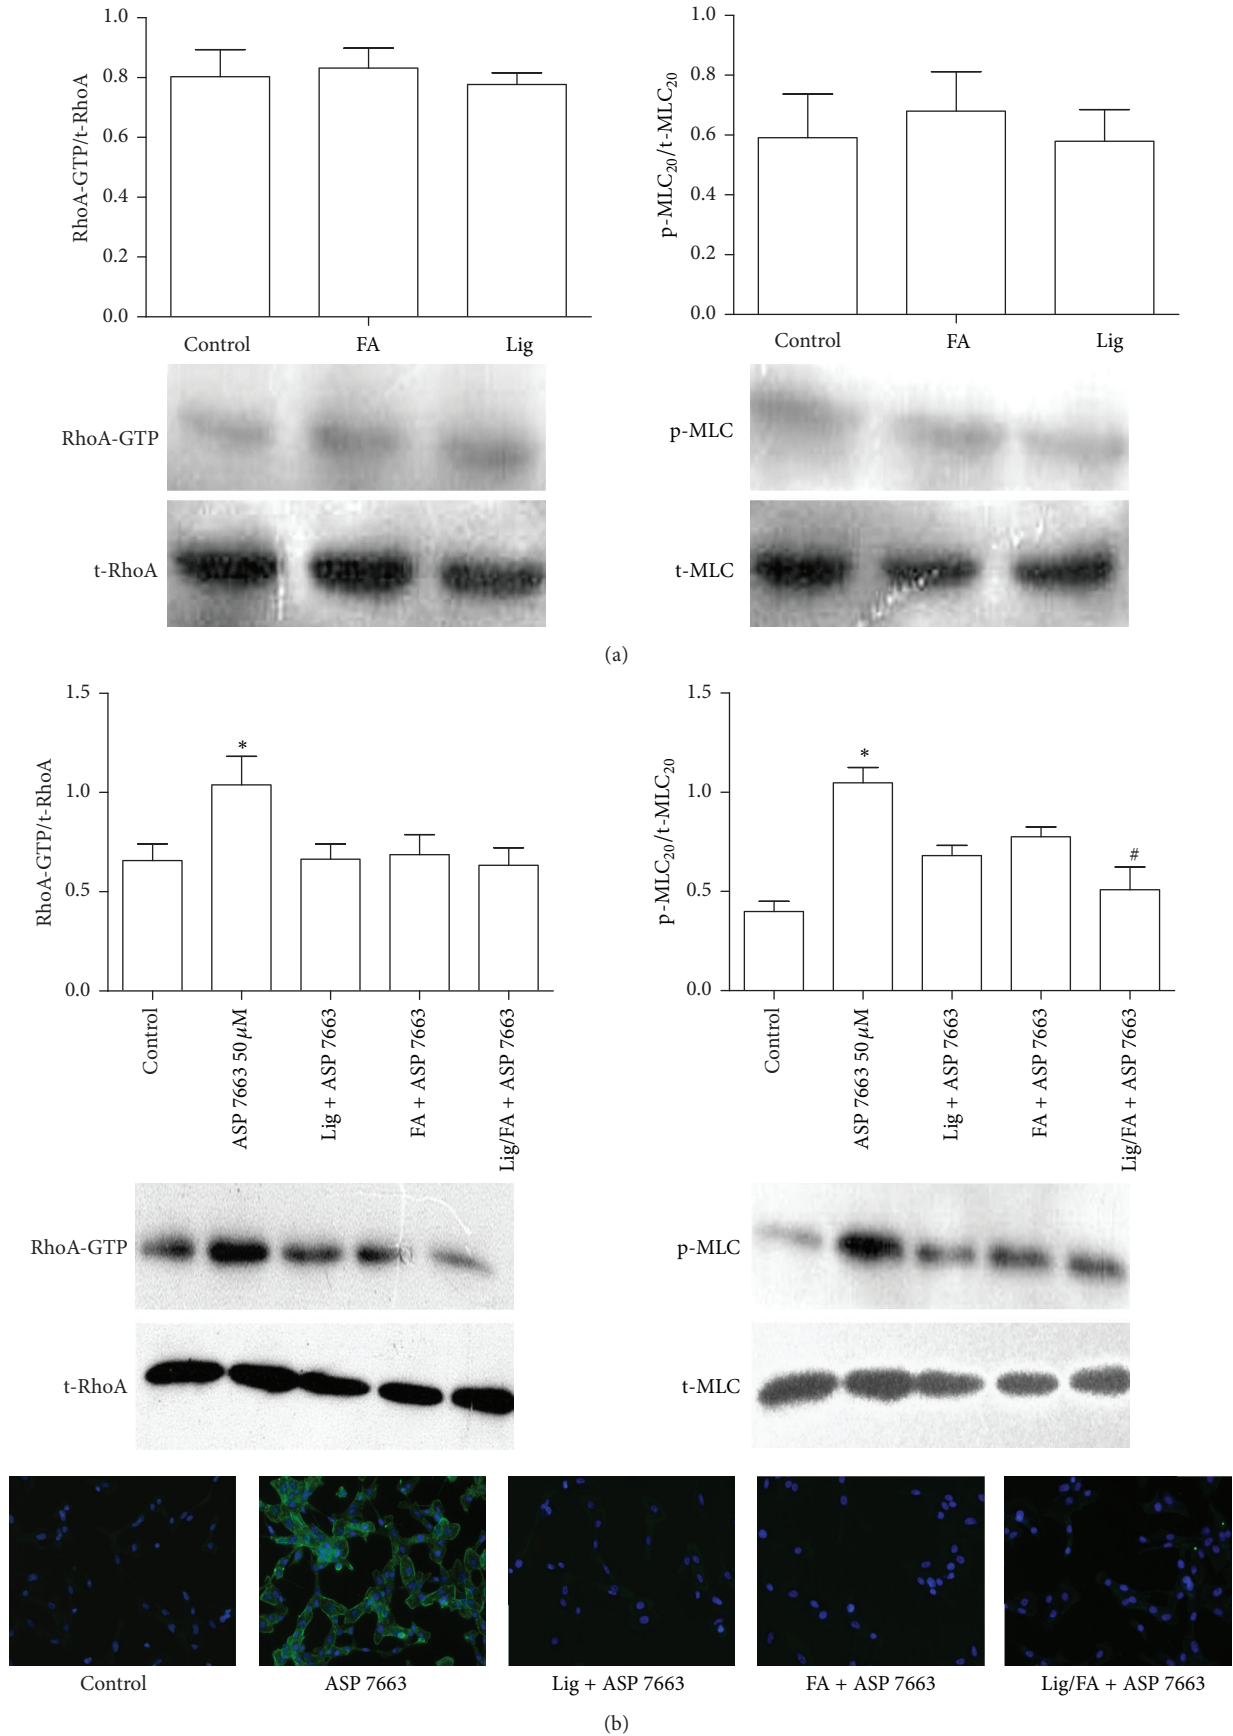 1.0
0.8
0.6
0.4
0.2
0.0
RhoA-GTP/t-RhoA
Control FA Lig
RhoA-GTP
t-RhoA
1.0
0.8
0.6
0.4
0.2
0.0
p-MLC₂₀/t-MLC₂₀
Control FA Lig
p-MLC
t-MLC
(a)
1.5
1.0
0.5
0.0
RhoA-GTP/t-RhoA
*
Control
ASP 7663 50 μM
Lig + ASP 7663
FA + ASP 7663
Lig/FA + ASP 7663
RhoA-GTP
t-RhoA
1.5
1.0
0.5
0.0
p-MLC₂₀/t-MLC₂₀
*
#
Control
ASP 7663 50 μM
Lig + ASP 7663
FA + ASP 7663
Lig/FA + ASP 7663
p-MLC
t-MLC
Control ASP 7663 Lig + ASP 7663 FA + ASP 7663 Lig/FA + ASP 7663
(b)